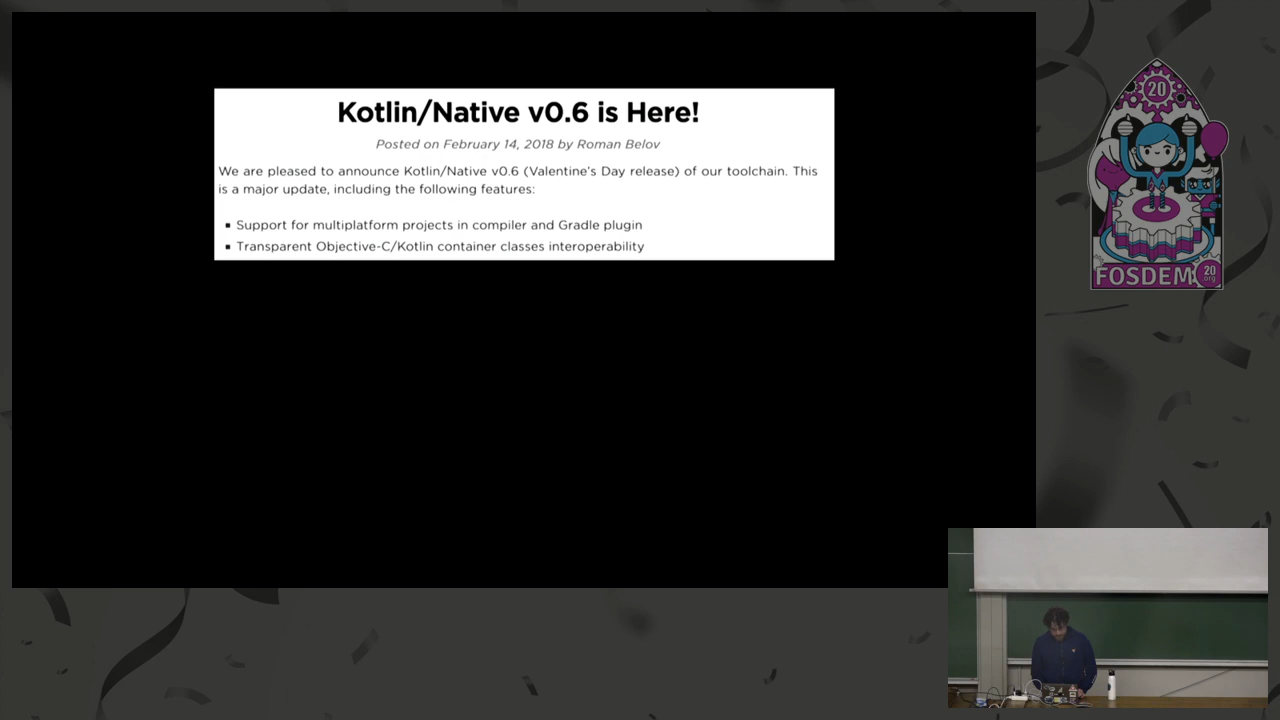 Kotlin/Native v0.6 is Here!
Posted on February 14, 2018 by Roman Belov
We are pleased to announce Kotlin/Native v0.6 (Valentine's Day release) of our toolchain. This
is a major update, including the following features:
▪ Support for multiplatform projects in compiler and Gradle plugin
▪ Transparent Objective-C/Kotlin container classes interoperability
20
FOSDEM
20
.org